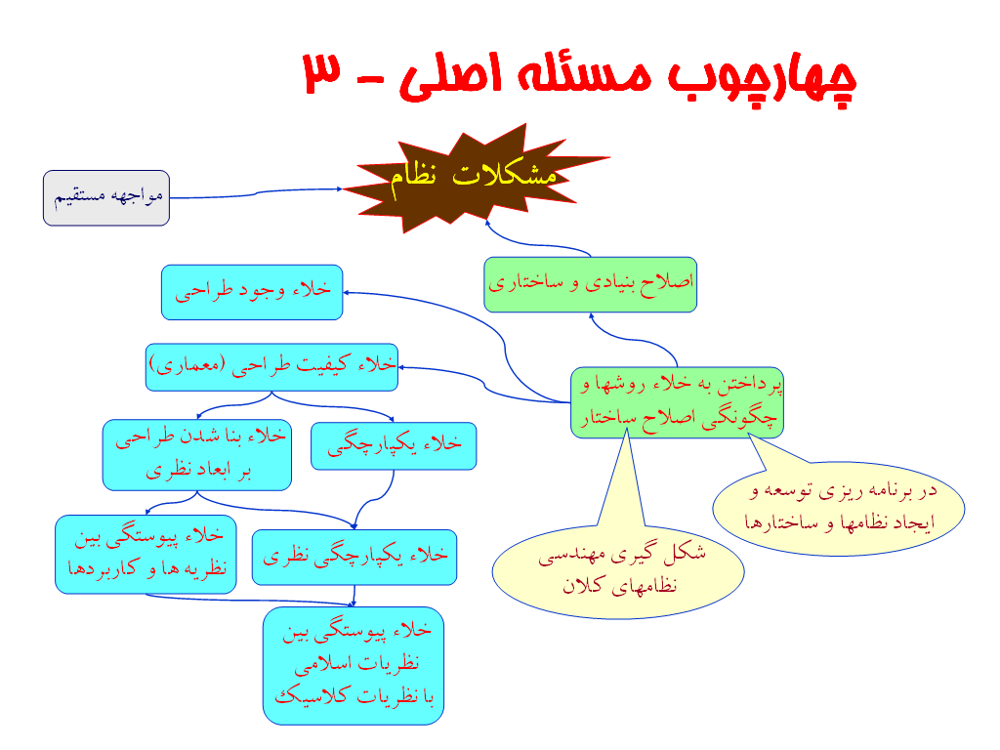 چهارچوب مسئله اصلی – ۳
مشکلات نظام
مواجهه مستقیم
اصلاح بنیادی و ساختاری
خلاء وجود طراحی
خلاء کیفیت طراحی (معماری)
پرداختن به خلاء روشها و
چگونگی اصلاح ساختار
خلاء یکپارچگی
خلاء بنا شدن طراحی
بر ابعاد نظری
در برنامه ریزی توسعه و
ایجاد نظامها و ساختارها
خلاء پیوستگی بین
نظریه ها و کاربردها
خلاء یکپارچگی نظری
شکل گیری مهندسی
نظامهای کلان
خلاء پیوستگی بین
نظریات اسلامی
با نظریات کلاسیک